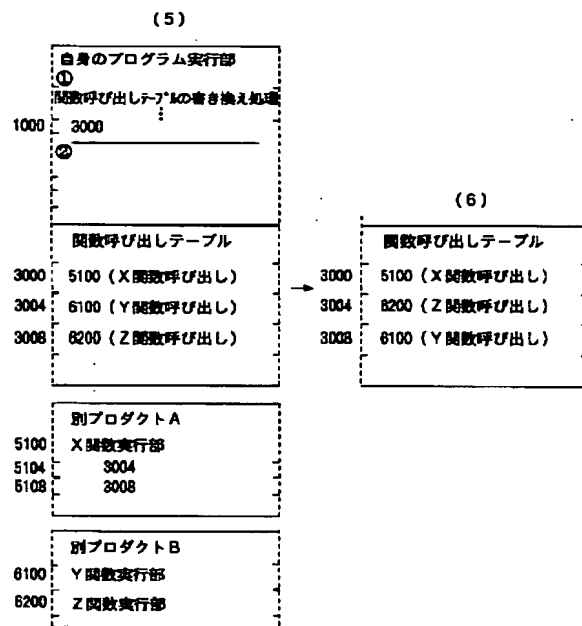 (5)
自身のプログラム実行部
①
関数呼び出しテーブルの書き換え処理
⋮
1000 3000
②
関数呼び出しテーブル
3000 5100 (X関数呼び出し)
3004 6100 (Y関数呼び出し)
3008 6200 (Z関数呼び出し)
→
(6)
関数呼び出しテーブル
3000 5100 (X関数呼び出し)
3004 6200 (Z関数呼び出し)
3008 6100 (Y関数呼び出し)
別プロダクトA
5100 X関数実行部
5104 3004
5108 3008
別プロダクトB
6100 Y関数実行部
6200 Z関数実行部